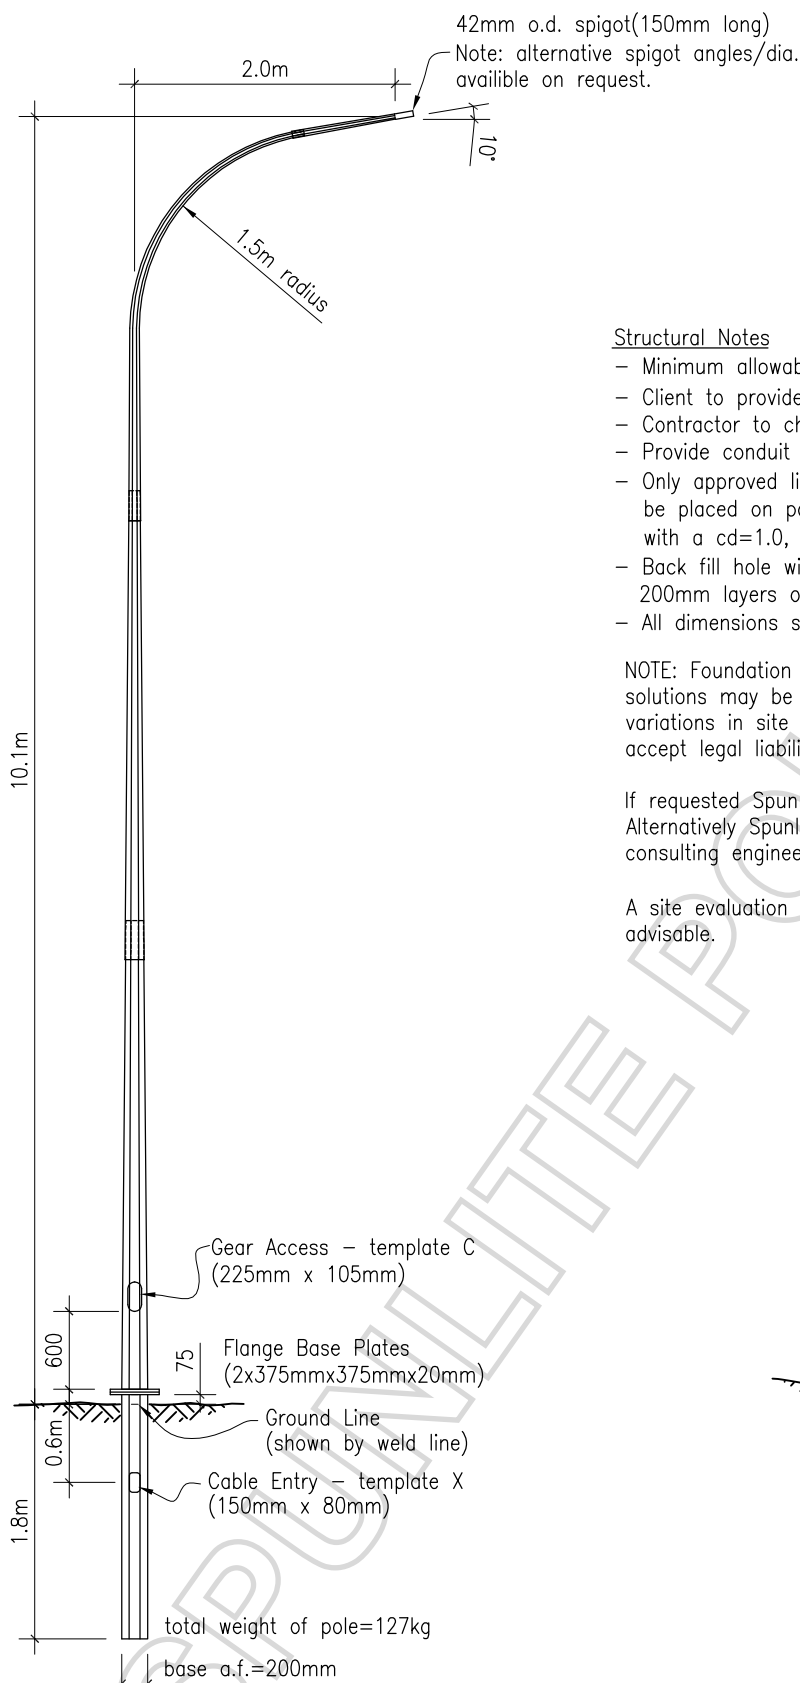 42mm o.d. spigot(150mm long)
Note: alternative spigot angles/dia.
availible on request.
2.0m
10°
1.5m radius
Structural Notes
- Minimum allowab
- Client to provide
- Contractor to ch
- Provide conduit
- Only approved li
be placed on po
with a cd=1.0,
- Back fill hole wi
200mm layers o
- All dimensions s
NOTE: Foundation
solutions may be
variations in site
accept legal liabili
10.1m
If requested Spun
Alternatively Spunl
consulting enginee
A site evaluation
advisable.
Gear Access - template C
(225mm x 105mm)
600
75
Flange Base Plates
(2x375mmx375mmx20mm)
Ground Line
(shown by weld line)
0.6m
Cable Entry - template X
(150mm x 80mm)
1.8m
total weight of pole=127kg
base a.f.=200mm
SPUNLITE PO